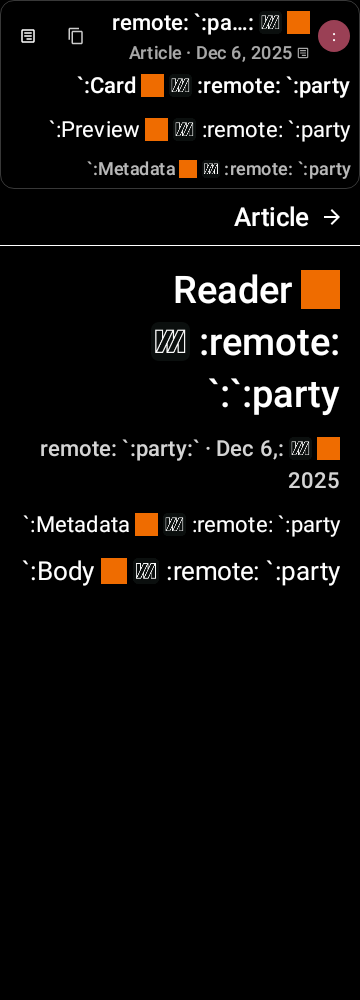 remote: `:pa...:
:
Article · Dec 6, 2025
`:Card :remote: `:party
`:Preview :remote: `:party
`:Metadata :remote: `:party
Article
Reader
:remote:
`:`:party
remote: `:party:` · Dec 6,:
2025
`:Metadata :remote: `:party
`:Body :remote: `:party